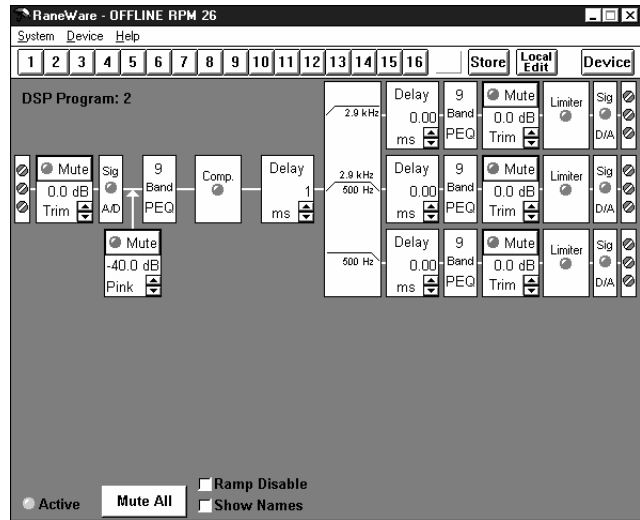 RaneWare - OFFLINE RPM 26
System Device Help
1 2 3 4 5 6 7 8 9 10 11 12 13 14 15 16 Store Local Edit Device
DSP Program: 2
2.9 kHz
Delay
0.00
ms
9
Band
PEQ
Mute
0.0 dB
Trim
Limiter
Sig
D/A
Mute
0.0 dB
Trim
Sig
A/D
9
Band
PEQ
Comp.
Delay
1
ms
2.9 kHz
500 Hz
Delay
0.00
ms
9
Band
PEQ
Mute
0.0 dB
Trim
Limiter
Sig
D/A
Mute
-40.0 dB
Pink
500 Hz
Delay
0.00
ms
9
Band
PEQ
Mute
0.0 dB
Trim
Limiter
Sig
D/A
Active
Mute All
Ramp Disable
Show Names